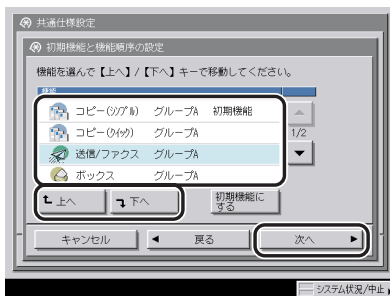 共通仕様設定
初期機能と機能順序の設定
機能を選んで【上へ】/【下へ】キーで移動してください。
機能
コピー(シンプル) グループA 初期機能
コピー(クイック) グループA
送信/ファクス グループA
ボックス グループA
1/2
上へ 下へ 初期機能に
する
キャンセル 戻る 次へ
システム状況/中止